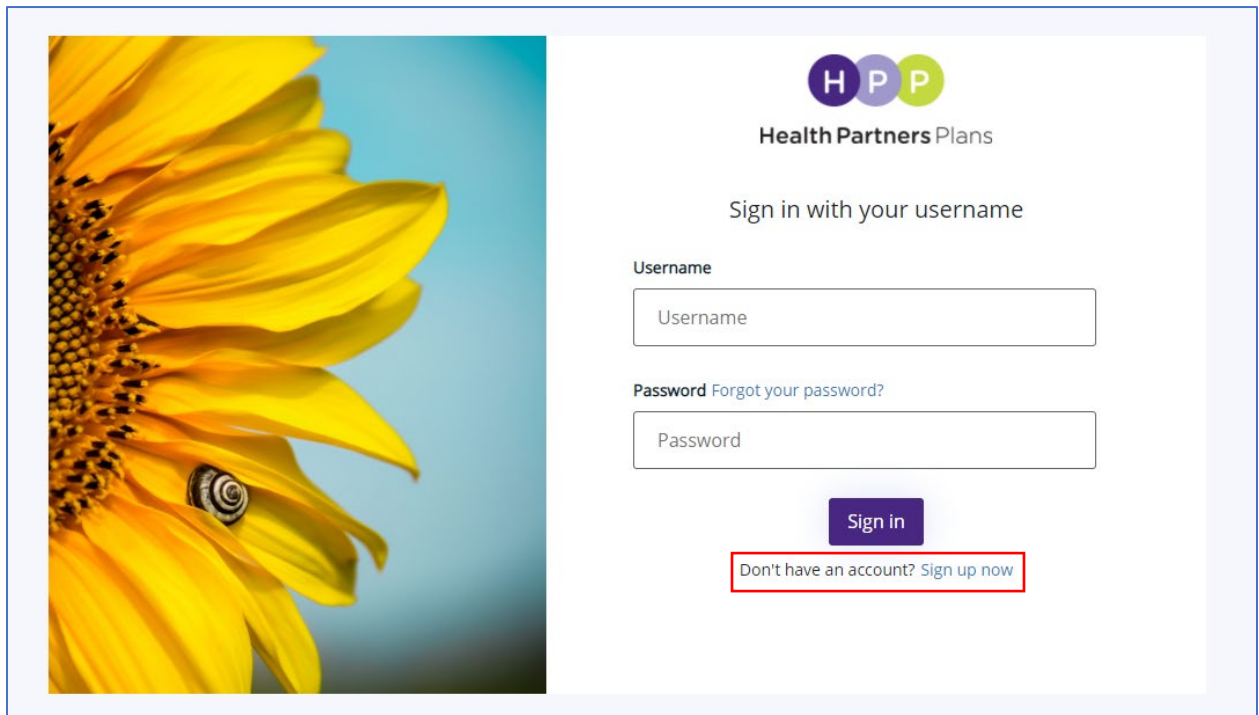 HPP
Health Partners Plans
Sign in with your username
Username
Username
Password Forgot your password?
Password
Sign in
Don't have an account? Sign up now